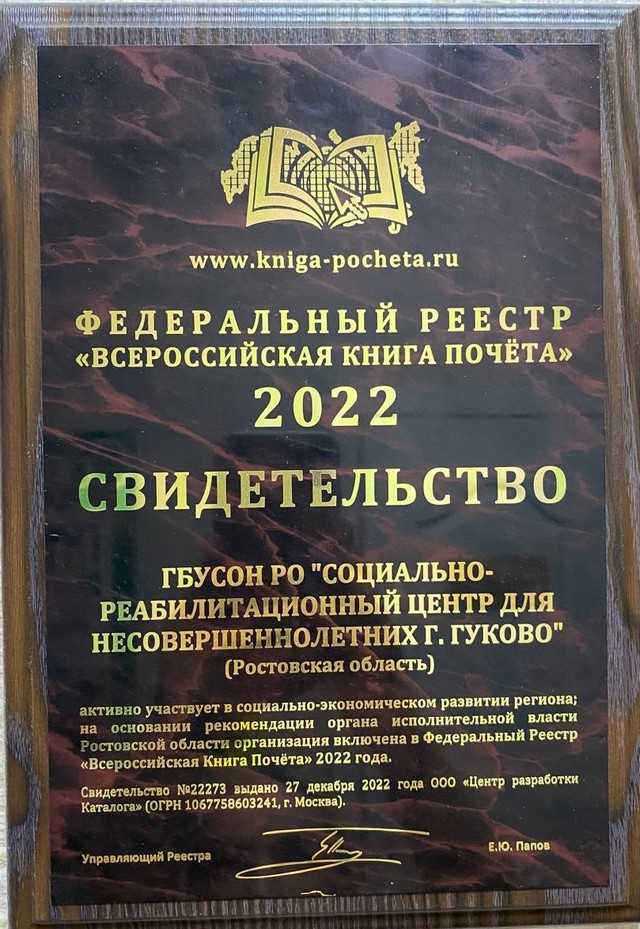 www.kniga-pocheta.ru
ФЕДЕРАЛЬНЫЙ РЕЕСТР
«ВСЕРОССИЙСКАЯ КНИГА ПОЧЁТА»
2022
СВИДЕТЕЛЬСТВО
ГБУСОН РО "СОЦИАЛЬНО-
РЕАБИЛИТАЦИОННЫЙ ЦЕНТР ДЛЯ
НЕСОВЕРШЕННОЛЕТНИХ Г. ГУКОВО"
(Ростовская область)
активно участвует в социально-экономическом развитии региона;
на основании рекомендации органа исполнительной власти
Ростовской области организация включена в Федеральный Реестр
«Всероссийская Книга Почёта» 2022 года.
Свидетельство №22273 выдано 27 декабря 2022 года ООО «Центр разработки
Каталога» (ОГРН 1067758603241, г. Москва).
Управляющий Реестра
Е.Ю. Папов